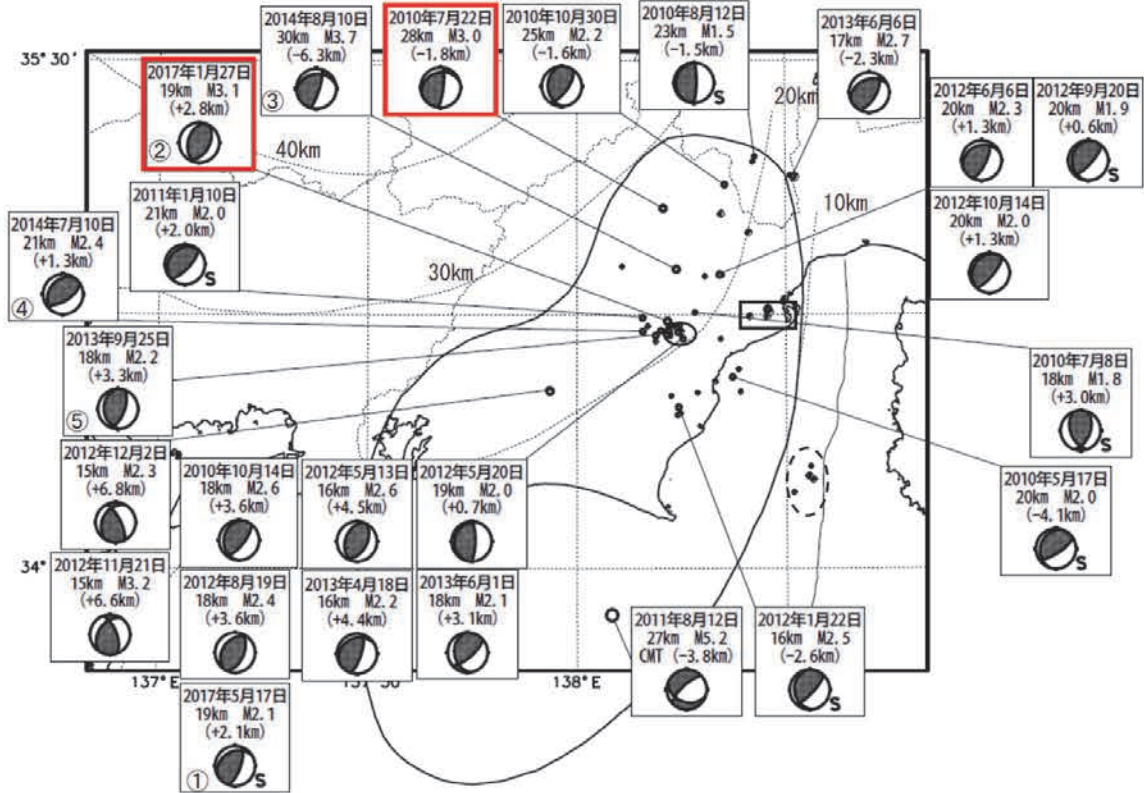 35°30'
34°
137°E
137°30'
138°E
40km
30km
20km
10km
2014年8月10日
30km M3.7
(-6.3km)
③
2010年7月22日
28km M3.0
(-1.8km)
2010年10月30日
25km M2.2
(-1.6km)
2010年8月12日
23km M1.5
(-1.5km)
S
2013年6月6日
17km M2.7
(-2.3km)
2017年1月27日
19km M3.1
(+2.8km)
②
2012年6月6日
20km M2.3
(+1.3km)
2012年9月20日
20km M1.9
(+0.6km)
S
2011年1月10日
21km M2.0
(+2.0km)
S
2012年10月14日
20km M2.0
(+1.3km)
2014年7月10日
21km M2.4
(+1.3km)
④
2013年9月25日
18km M2.2
(+3.3km)
⑤
2010年7月8日
18km M1.8
(+3.0km)
S
2012年12月2日
15km M2.3
(+6.8km)
2010年10月14日
18km M2.6
(+3.6km)
2012年5月13日
16km M2.6
(+4.5km)
2012年5月20日
19km M2.0
(+0.7km)
2010年5月17日
20km M2.0
(-4.1km)
S
2012年11月21日
15km M3.2
(+6.6km)
2012年8月19日
18km M2.4
(+3.6km)
2013年4月18日
16km M2.2
(+4.4km)
2013年6月1日
18km M2.1
(+3.1km)
2011年8月12日
27km M5.2
CMT (-3.8km)
2012年1月22日
16km M2.5
(-2.6km)
S
2017年5月17日
19km M2.1
(+2.1km)
①
S